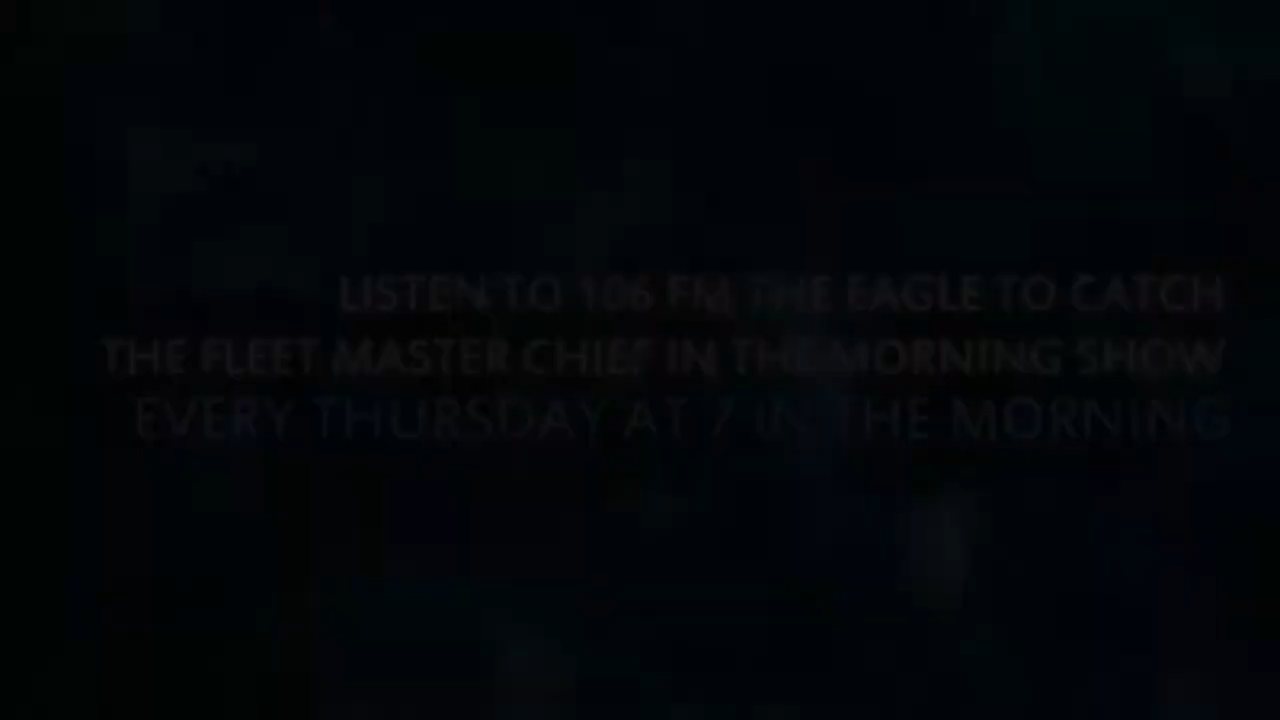 LISTEN TO 106 FM THE EAGLE TO CATCH
THE FLEET MASTER CHIEF IN THE MORNING SHOW
EVERY THURSDAY AT 7 IN THE MORNING